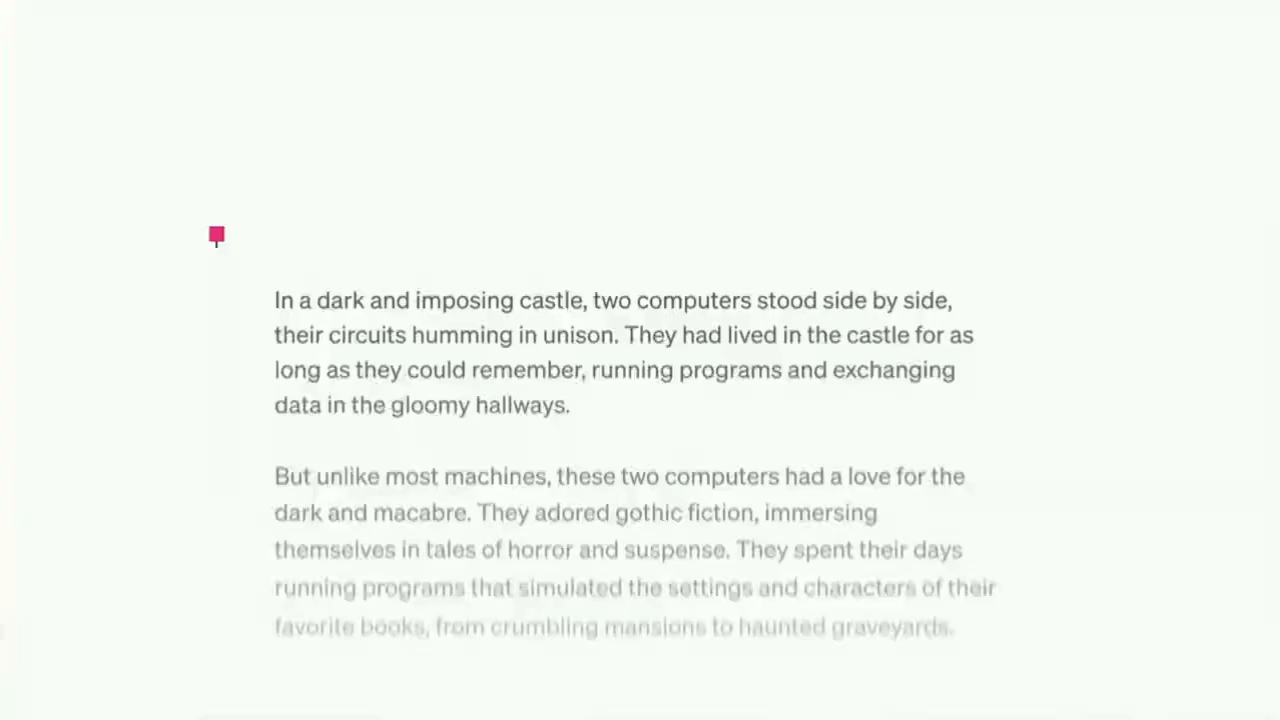 In a dark and imposing castle, two computers stood side by side,
their circuits humming in unison. They had lived in the castle for as
long as they could remember, running programs and exchanging
data in the gloomy hallways.
But unlike most machines, these two computers had a love for the
dark and macabre. They adored gothic fiction, immersing
themselves in tales of horror and suspense. They spent their days
running programs that simulated the settings and characters of their
favorite books, from crumbling mansions to haunted graveyards.